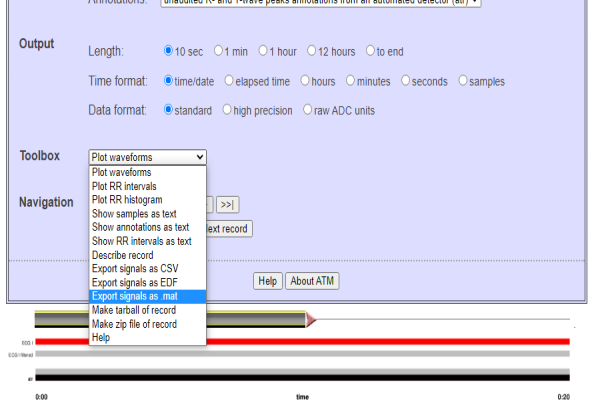 Annotations: unaudited R- and T-wave peaks annotations from an automated detector (atr)
Output
Length: 10 sec 1 min 1 hour 12 hours to end
Time format: time/date elapsed time hours minutes seconds samples
Data format: standard high precision raw ADC units
Toolbox Plot waveforms
Plot waveforms
Plot RR intervals
Plot RR histogram
Show samples as text
Navigation >>|
Show annotations as text ext record
Show RR intervals as text
Describe record
Export signals as CSV
Export signals as EDF
Help About ATM
Export signals as .mat
Make tarball of record
Make zip file of record
Help
ECG I
ECG I filtered
0:00 time 0:20